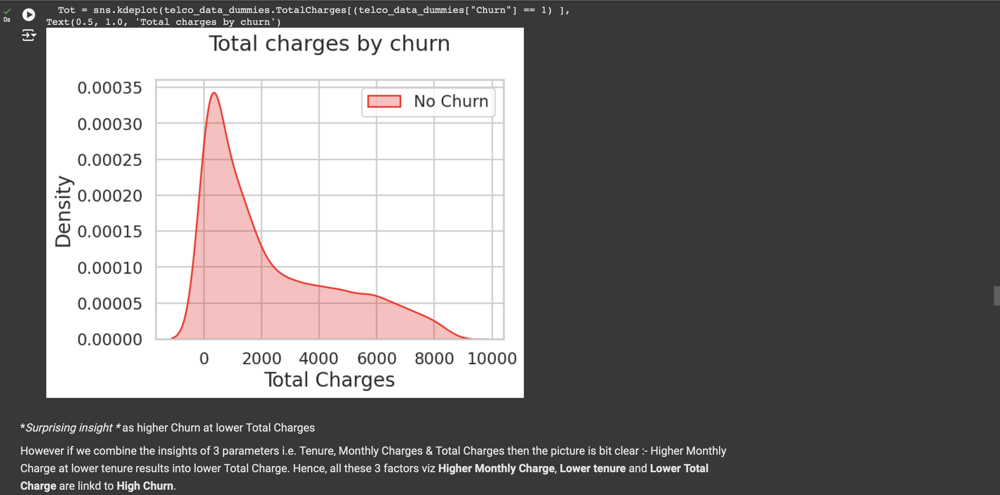 Tot = sns.kdeplot(telco_data_dummies.TotalCharges[(telco_data_dummies["Churn"] == 1) ],
0s
Text(0.5, 1.0, 'Total charges by churn')
Total charges by churn
0.00035
No Churn
0.00030
0.00025
0.00020
0.00015
0.00010
0.00005
0.00000
Density
0 2000 4000 6000 8000 10000
Total Charges
*Surprising insight * as higher Churn at lower Total Charges
However if we combine the insights of 3 parameters i.e. Tenure, Monthly Charges & Total Charges then the picture is bit clear :- Higher Monthly
Charge at lower tenure results into lower Total Charge. Hence, all these 3 factors viz Higher Monthly Charge, Lower tenure and Lower Total
Charge are linkd to High Churn.